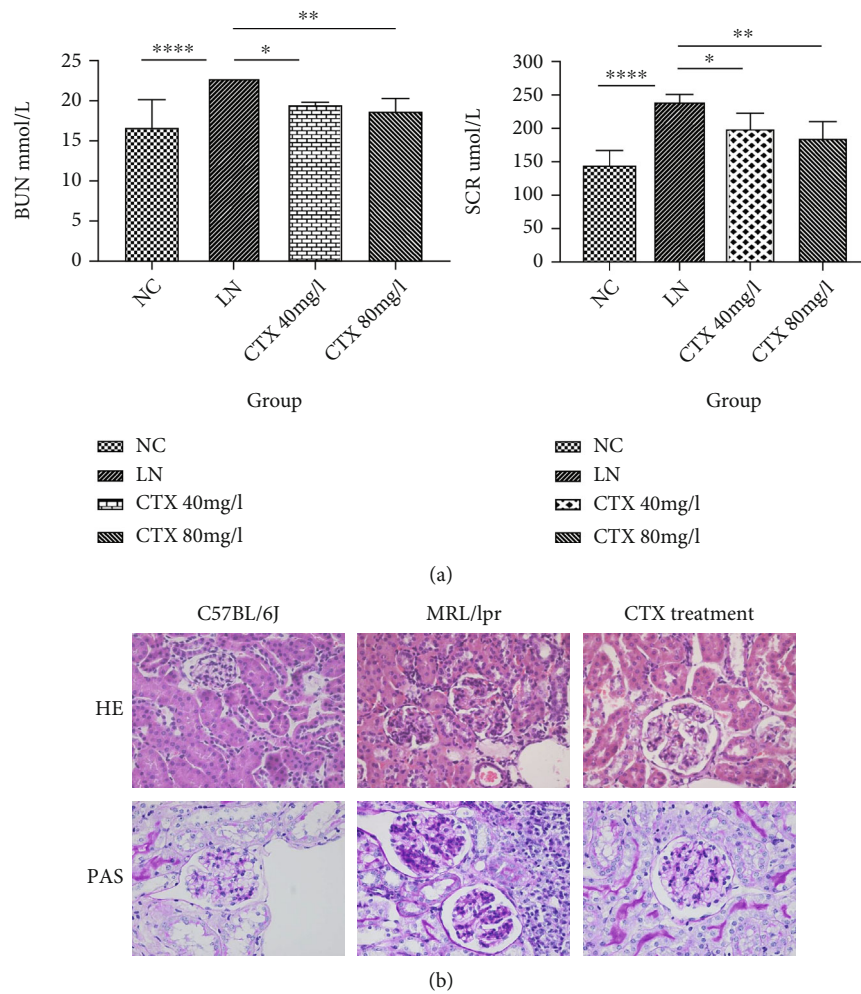 **** * **
BUN mmol/L
25
20
15
10
5
0
NC
LN
CTX 40mg/l
CTX 80mg/l
Group
NC
LN
CTX 40mg/l
CTX 80mg/l
**** * **
SCR umol/L
300
250
200
150
100
50
0
NC
LN
CTX 40mg/l
CTX 80mg/l
Group
NC
LN
CTX 40mg/l
CTX 80mg/l
(a)
C57BL/6J MRL/lpr CTX treatment
HE
PAS
(b)